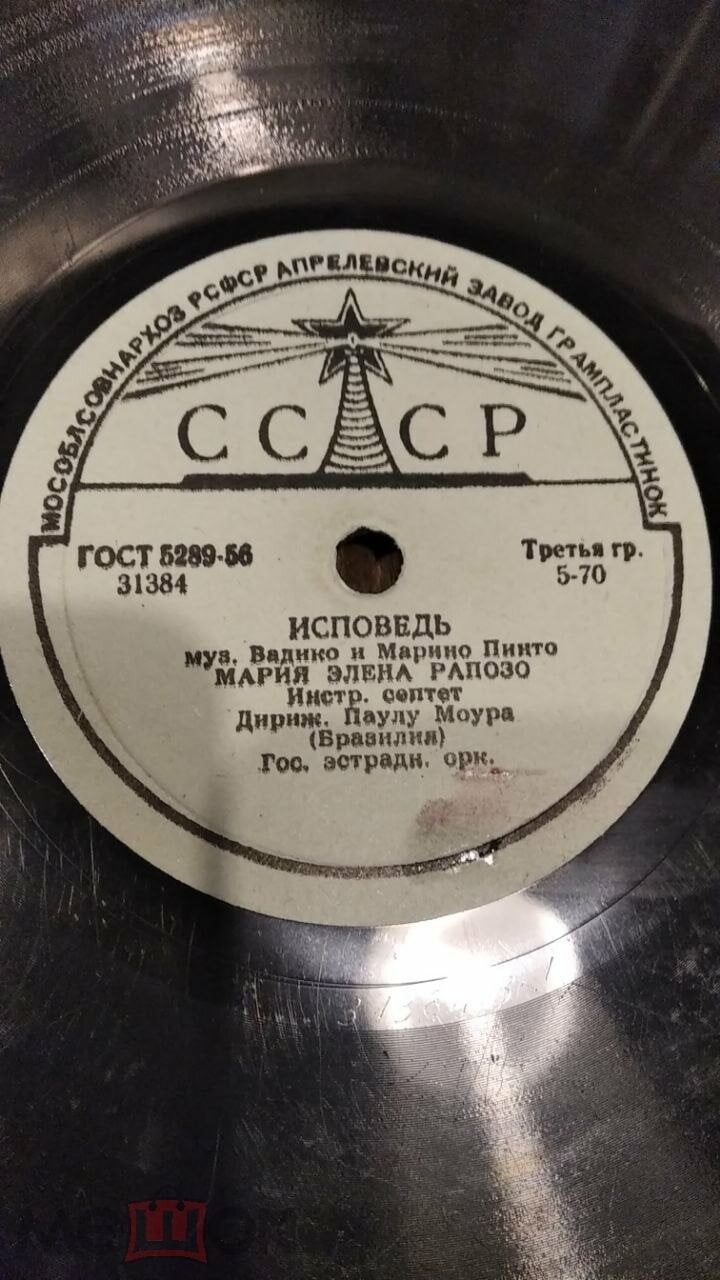 МОСОБЛСОВНАРХОЗ РСФСР АПРЕЛЕВСКИЙ ЗАВОД ГРАМПЛАСТИНОК
СССР
ГОСТ 5289-56
31384
Третья гр.
5-70
ИСПОВЕДЬ
муз. Вадико и Марино Пинто
МАРИЯ ЭЛЕНА РАПОЗО
Инстр. септет
Дириж. Паулу Моура
(Бразилия)
Гос. эстрадн. орк.